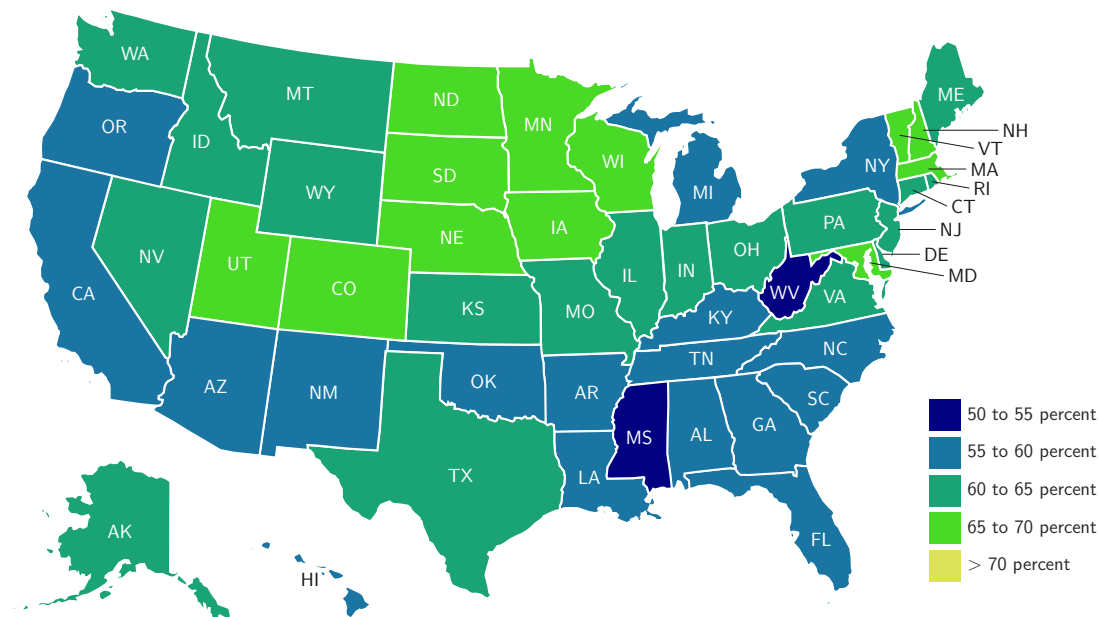 WA
OR
CA
NV
ID
MT
WY
UT
CO
AZ
NM
ND
SD
NE
KS
OK
TX
MN
IA
MO
AR
LA
WI
IL
MS
MI
IN
OH
KY
TN
AL
GA
FL
SC
NC
VA
WV
PA
NY
ME
NH
VT
MA
RI
CT
NJ
DE
MD
AK
HI
50 to 55 percent
55 to 60 percent
60 to 65 percent
65 to 70 percent
> 70 percent